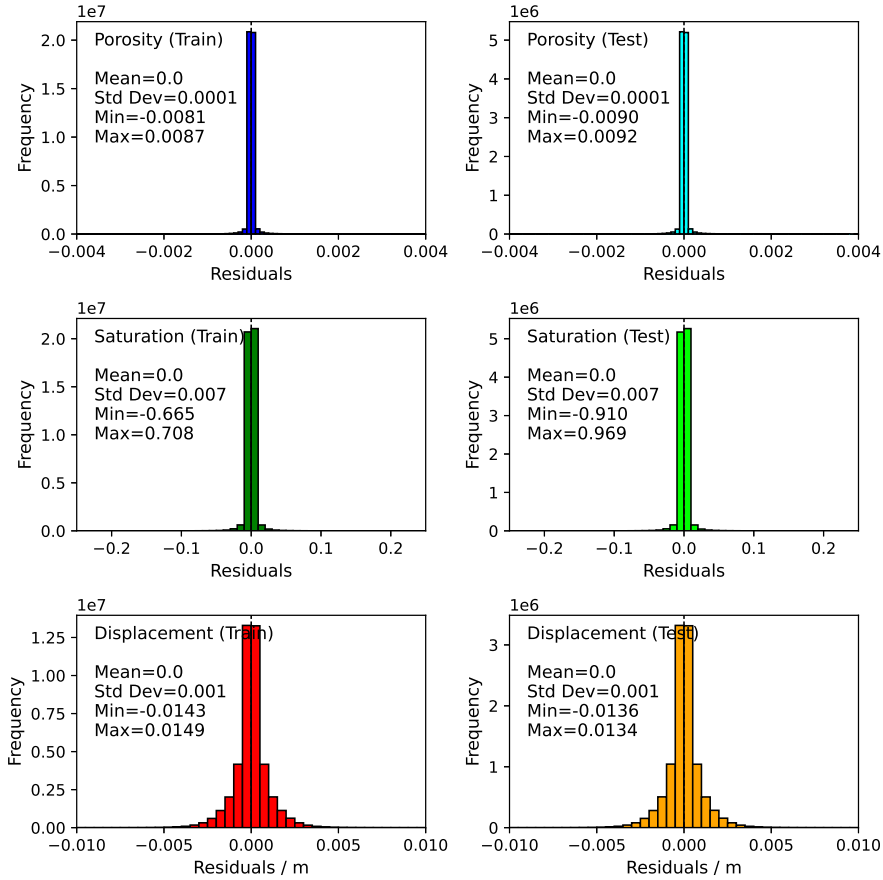 1e7
Porosity (Train)
Mean=0.0
Std Dev=0.0001
Min=-0.0081
Max=0.0087
Frequency
2.0
1.5
1.0
0.5
0.0
−0.004 −0.002 0.000 0.002 0.004
Residuals
1e6
Porosity (Test)
Mean=0.0
Std Dev=0.0001
Min=-0.0090
Max=0.0092
Frequency
5
4
3
2
1
0
−0.004 −0.002 0.000 0.002 0.004
Residuals
1e7
Saturation (Train)
Mean=0.0
Std Dev=0.007
Min=-0.665
Max=0.708
Frequency
2.0
1.5
1.0
0.5
0.0
−0.2 −0.1 0.0 0.1 0.2
Residuals
1e6
Saturation (Test)
Mean=0.0
Std Dev=0.007
Min=-0.910
Max=0.969
Frequency
5
4
3
2
1
0
−0.2 −0.1 0.0 0.1 0.2
Residuals
1e7
Displacement (Train)
Mean=0.0
Std Dev=0.001
Min=-0.0143
Max=0.0149
Frequency
1.25
1.00
0.75
0.50
0.25
0.00
−0.010 −0.005 0.000 0.005 0.010
Residuals / m
1e6
Displacement (Test)
Mean=0.0
Std Dev=0.001
Min=-0.0136
Max=0.0134
Frequency
3
2
1
0
−0.010 −0.005 0.000 0.005 0.010
Residuals / m